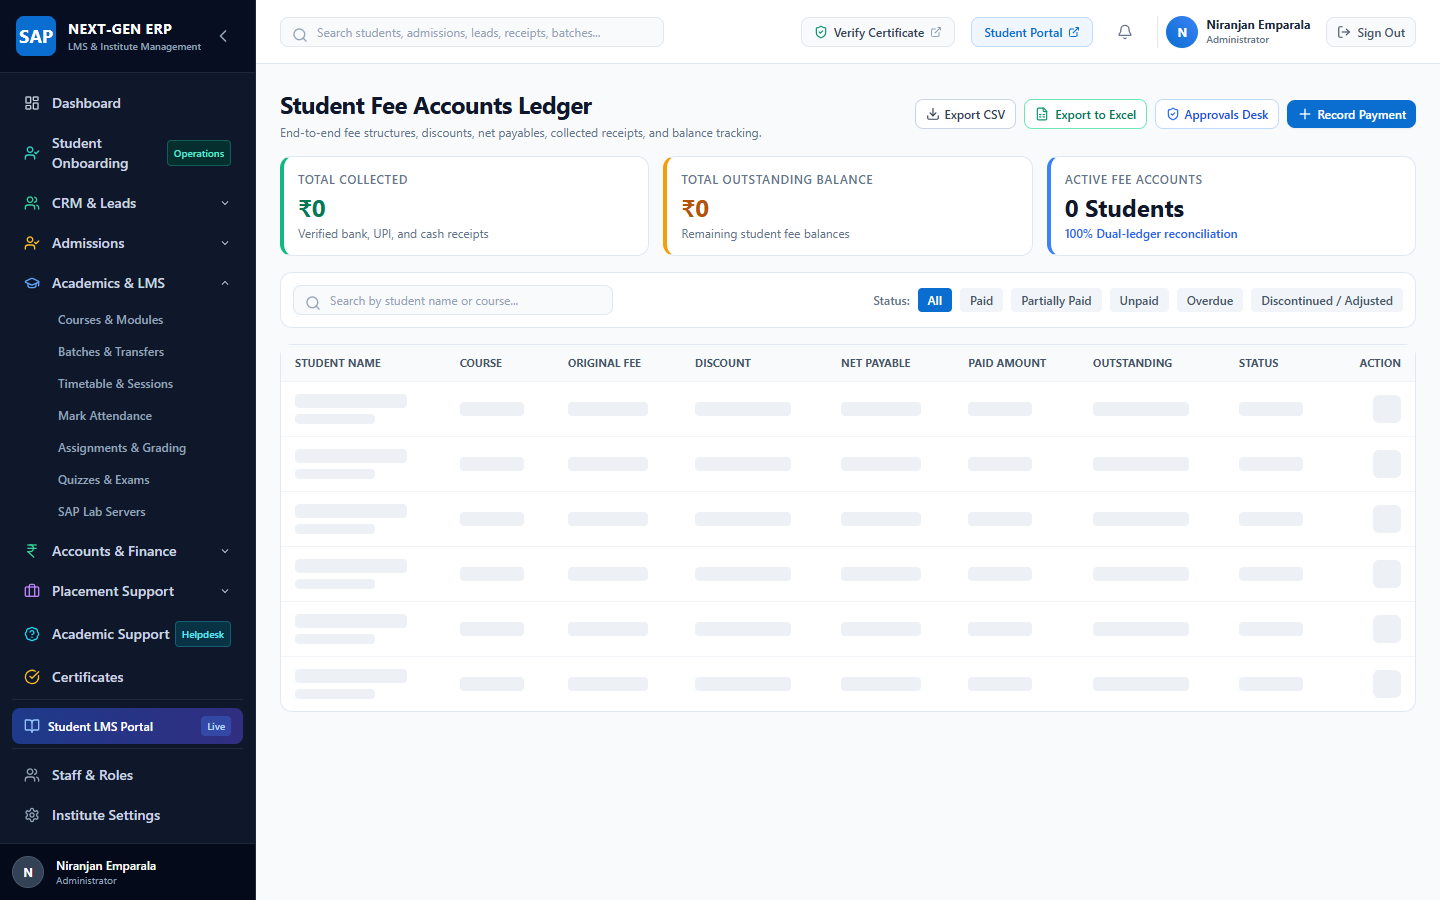 SAP
NEXT-GEN ERP
LMS & Institute Management
Dashboard
Student Onboarding
Operations
CRM & Leads
Admissions
Academics & LMS
Courses & Modules
Batches & Transfers
Timetable & Sessions
Mark Attendance
Assignments & Grading
Quizzes & Exams
SAP Lab Servers
Accounts & Finance
Placement Support
Academic Support
Helpdesk
Certificates
Student LMS Portal
Live
Staff & Roles
Institute Settings
N
Niranjan Emparala
Administrator
Search students, admissions, leads, receipts, batches...
Verify Certificate
Student Portal
N
Niranjan Emparala
Administrator
Sign Out
Student Fee Accounts Ledger
End-to-end fee structures, discounts, net payables, collected receipts, and balance tracking.
Export CSV
Export to Excel
Approvals Desk
Record Payment
TOTAL COLLECTED
₹0
Verified bank, UPI, and cash receipts
TOTAL OUTSTANDING BALANCE
₹0
Remaining student fee balances
ACTIVE FEE ACCOUNTS
0 Students
100% Dual-ledger reconciliation
Search by student name or course...
Status: All Paid Partially Paid Unpaid Overdue Discontinued / Adjusted
STUDENT NAME COURSE ORIGINAL FEE DISCOUNT NET PAYABLE PAID AMOUNT OUTSTANDING STATUS ACTION